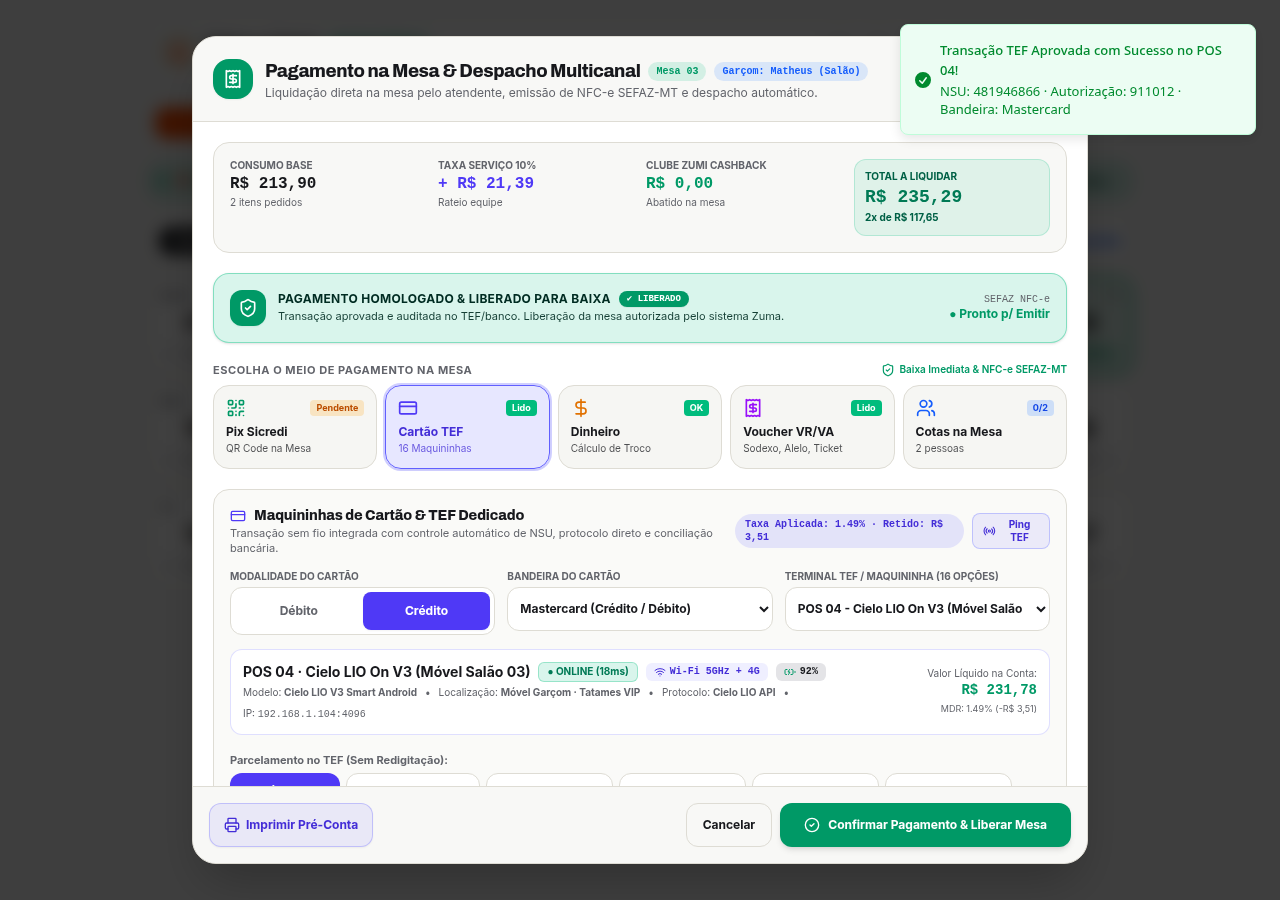 Transação TEF Aprovada com Sucesso no POS
04!
NSU: 481946866 · Autorização: 911012 ·
Bandeira: Mastercard
Pagamento na Mesa & Despacho Multicanal
Mesa 03
Garçom: Matheus (Salão)
Liquidação direta na mesa pelo atendente, emissão de NFC-e SEFAZ-MT e despacho automático.
CONSUMO BASE
R$ 213,90
2 itens pedidos
TAXA SERVIÇO 10%
+ R$ 21,39
Rateio equipe
CLUBE ZUMI CASHBACK
R$ 0,00
Abatido na mesa
TOTAL A LIQUIDAR
R$ 235,29
2x de R$ 117,65
PAGAMENTO HOMOLOGADO & LIBERADO PARA BAIXA
✓ LIBERADO
Transação aprovada e auditada no TEF/banco. Liberação da mesa autorizada pelo sistema Zuma.
SEFAZ NFC-e
● Pronto p/ Emitir
ESCOLHA O MEIO DE PAGAMENTO NA MESA
Baixa Imediata & NFC-e SEFAZ-MT
Pendente
Pix Sicredi
QR Code na Mesa
Lido
Cartão TEF
16 Maquininhas
OK
Dinheiro
Cálculo de Troco
Lido
Voucher VR/VA
Sodexo, Alelo, Ticket
0/2
Cotas na Mesa
2 pessoas
Maquininhas de Cartão & TEF Dedicado
Transação sem fio integrada com controle automático de NSU, protocolo direto e conciliação
bancária.
Taxa Aplicada: 1.49% · Retido: R$
3,51
Ping
TEF
MODALIDADE DO CARTÃO
Débito
Crédito
BANDEIRA DO CARTÃO
Mastercard (Crédito / Débito)
TERMINAL TEF / MAQUININHA (16 OPÇÕES)
POS 04 - Cielo LIO On V3 (Móvel Salão
POS 04 · Cielo LIO On V3 (Móvel Salão 03)
● ONLINE (18ms)
Wi-Fi 5GHz + 4G
92%
Modelo: Cielo LIO V3 Smart Android • Localização: Móvel Garçom · Tatames VIP • Protocolo: Cielo LIO API •
IP: 192.168.1.104:4096
Valor Líquido na Conta:
R$ 231,78
MDR: 1.49% (-R$ 3,51)
Parcelamento no TEF (Sem Redigitação):
Imprimir Pré-Conta
Cancelar
Confirmar Pagamento & Liberar Mesa